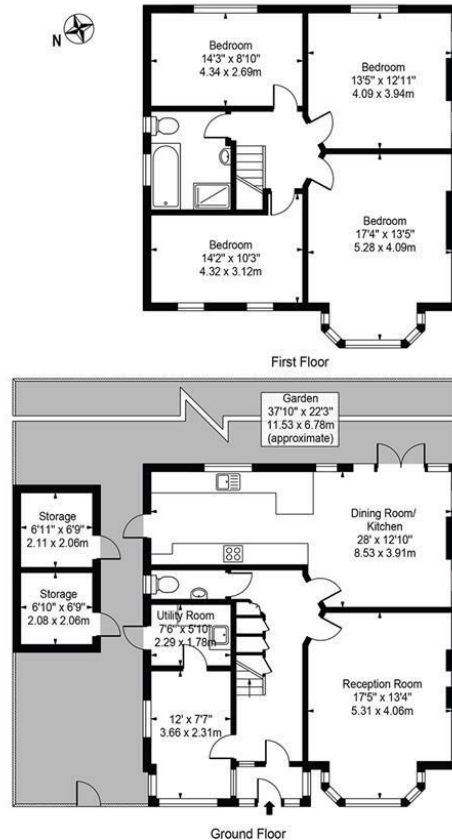 N
Bedroom
14'3" x 8'10"
4.34 x 2.69m
Bedroom
13'5" x 12'11"
4.09 x 3.94m
Bedroom
14'2" x 10'3"
4.32 x 3.12m
Bedroom
17'4" x 13'5"
5.28 x 4.09m
First Floor
Garden
37'10" x 22'3"
11.53 x 6.78m
(approximate)
Storage
6'11" x 6'9"
2.11 x 2.06m
Dining Room/
Kitchen
28' x 12'10"
8.53 x 3.91m
Storage
6'10" x 6'9"
2.08 x 2.06m
Utility Room
7'6" x 5'10"
2.29 x 1.78m
12' x 7'7"
3.66 x 2.31m
Reception Room
17'5" x 13'4"
5.31 x 4.06m
Ground Floor